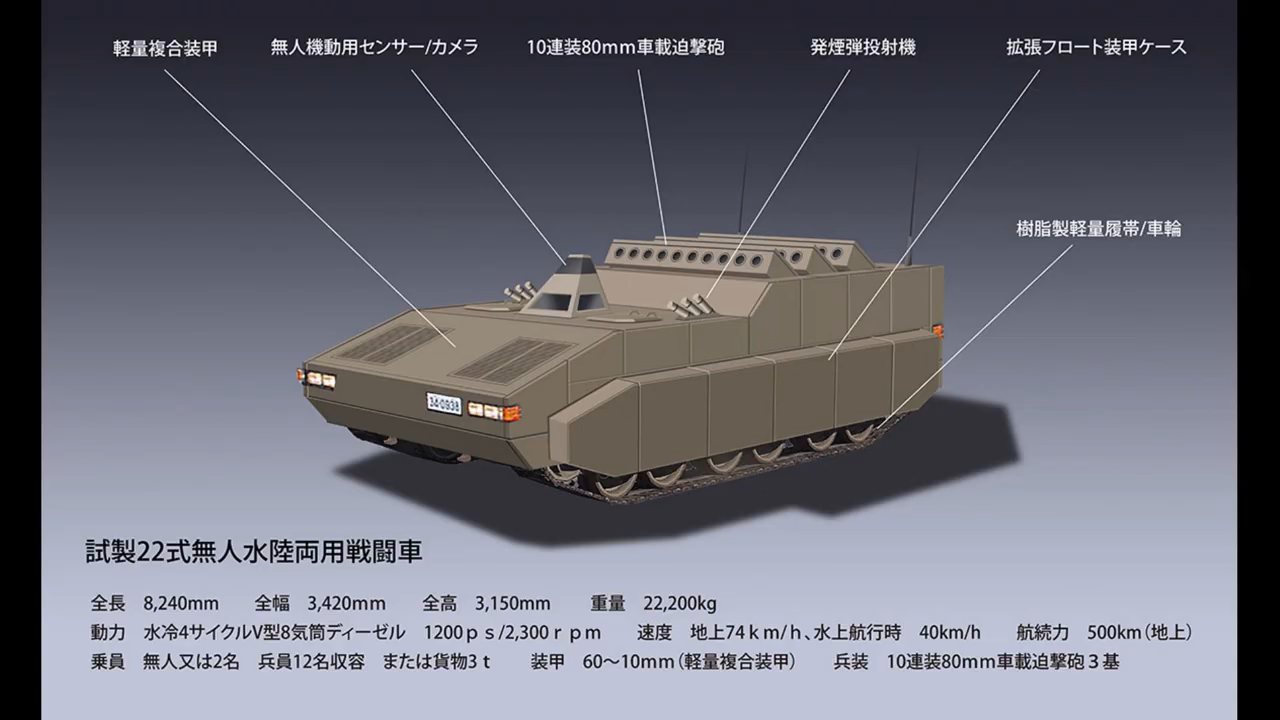 軽量複合装甲
無人機動用センサー/カメラ
10連装80mm車載迫撃砲
発煙弾投射機
拡張フロート装甲ケース
樹脂製軽量履帯/車輪
34-0938
試製22式無人水陸両用戦闘車
全長 8,240mm 全幅 3,420mm 全高 3,150mm 重量 22,200kg
動力 水冷4サイクルV型8気筒ディーゼル 1200ps/2,300rpm 速度 地上74km/h、水上航行時 40km/h 航続力 500km(地上)
乗員 無人又は2名 兵員12名収容 または貨物3t 装甲 60〜10mm(軽量複合装甲) 兵装 10連装80mm車載迫撃砲3基